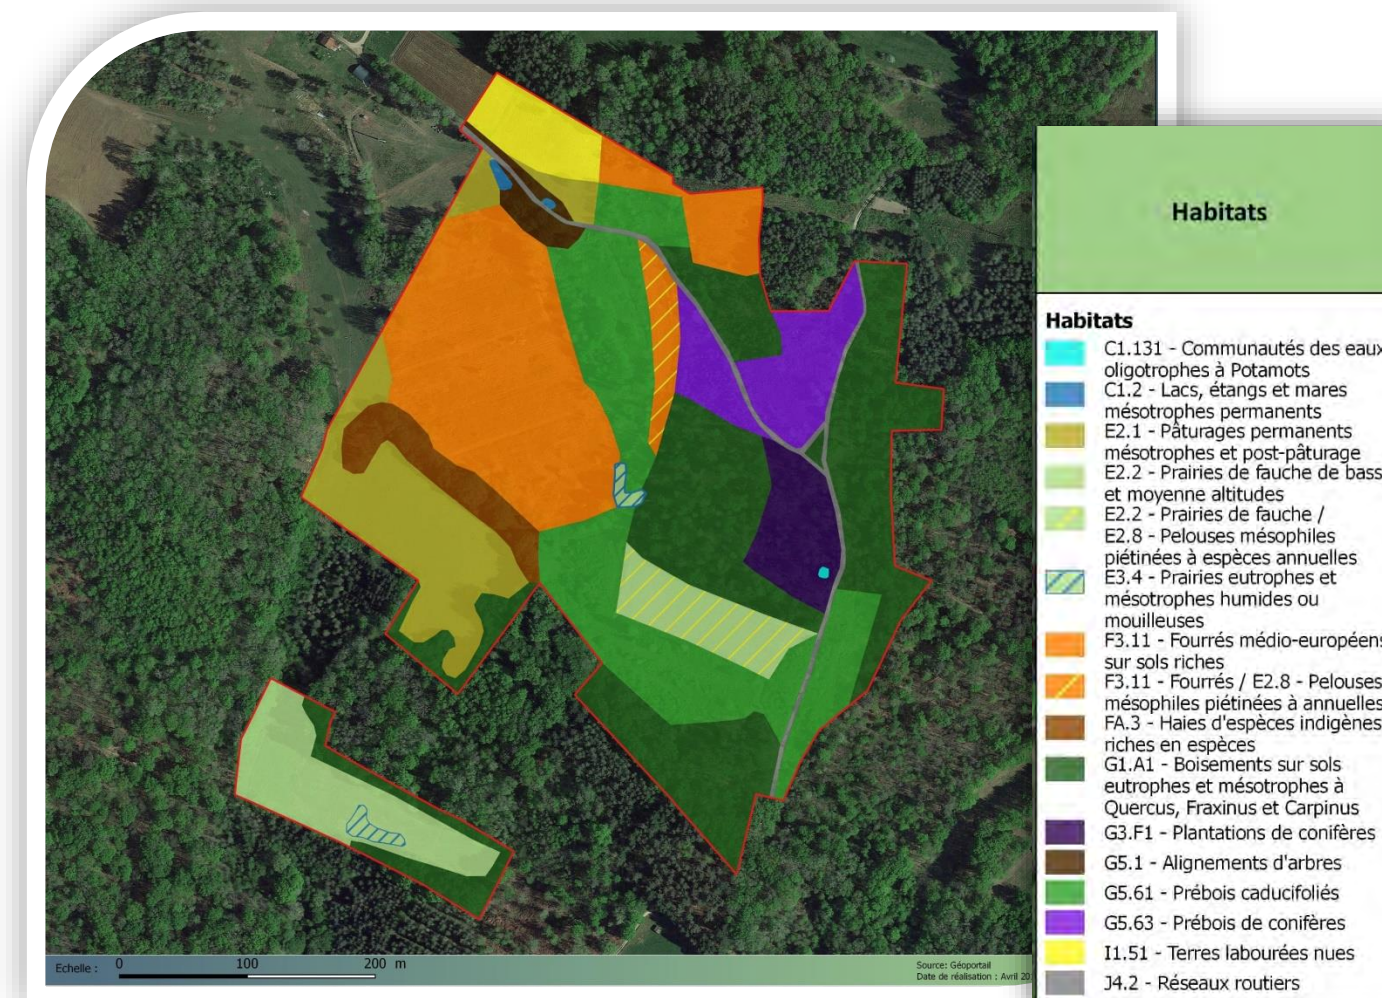 Habitats
Habitats
C1.131 - Communautés des eaux
oligotrophes à Potamots
C1.2 - Lacs, étangs et mares
mésotrophes permanents
E2.1 - Pâturages permanents
mésotrophes et post-pâturage
E2.2 - Prairies de fauche de bass
et moyenne altitudes
E2.2 - Prairies de fauche /
E2.8 - Pelouses mésophiles
piétinées à espèces annuelles
E3.4 - Prairies eutrophes et
mésotrophes humides ou
mouilleuses
F3.11 - Fourrés médio-européens
sur sols riches
F3.11 - Fourrés / E2.8 - Pelouses
mésophiles piétinées à annuelles
FA.3 - Haies d'espèces indigènes
riches en espèces
G1.A1 - Boisements sur sols
eutrophes et mésotrophes à
Quercus, Fraxinus et Carpinus
G3.F1 - Plantations de conifères
G5.1 - Alignements d'arbres
G5.61 - Prébois caducifoliés
G5.63 - Prébois de conifères
I1.51 - Terres labourées nues
J4.2 - Réseaux routiers
Echelle : 0 100 200 m
Source: Géoportail
Date de réalisation : Avril 20